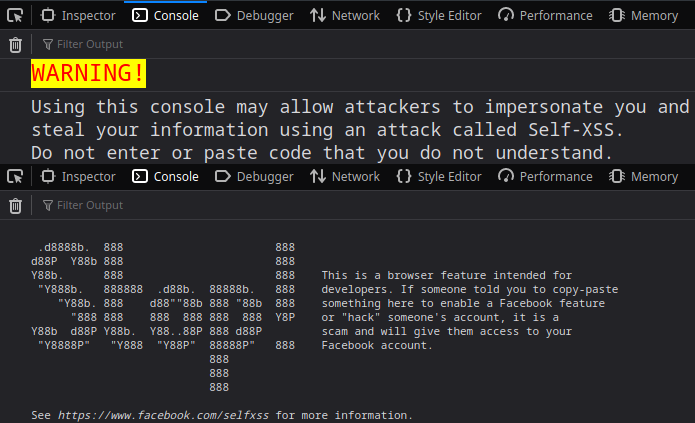 Inspector Console Debugger Network Style Editor Performance Memory
Filter Output
WARNING!
Using this console may allow attackers to impersonate you and
steal your information using an attack called Self-XSS.
Do not enter or paste code that you do not understand.
Inspector Console Debugger Network Style Editor Performance Memory
Filter Output
 .d8888b.  888                       888
d88P  Y88b 888                       888
Y88b.      888                       888    This is a browser feature intended for
 "Y888b.   888888  .d88b.  88888b.   888    developers. If someone told you to copy-paste
    "Y88b. 888    d88""88b 888 "88b  888    something here to enable a Facebook feature
      "888 888    888  888 888  888  Y8P    or "hack" someone's account, it is a
Y88b  d88P Y88b.  Y88..88P 888 d88P         scam and will give them access to your
 "Y8888P"   "Y888  "Y88P"  88888P"   888    Facebook account.
                           888
                           888
                           888
See https://www.facebook.com/selfxss for more information.